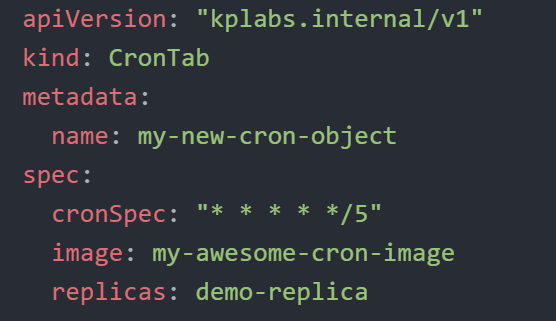 apiVersion: "kplabs.internal/v1"
kind: CronTab
metadata:
  name: my-new-cron-object
spec:
  cronSpec: "* * * * */5"
  image: my-awesome-cron-image
  replicas: demo-replica